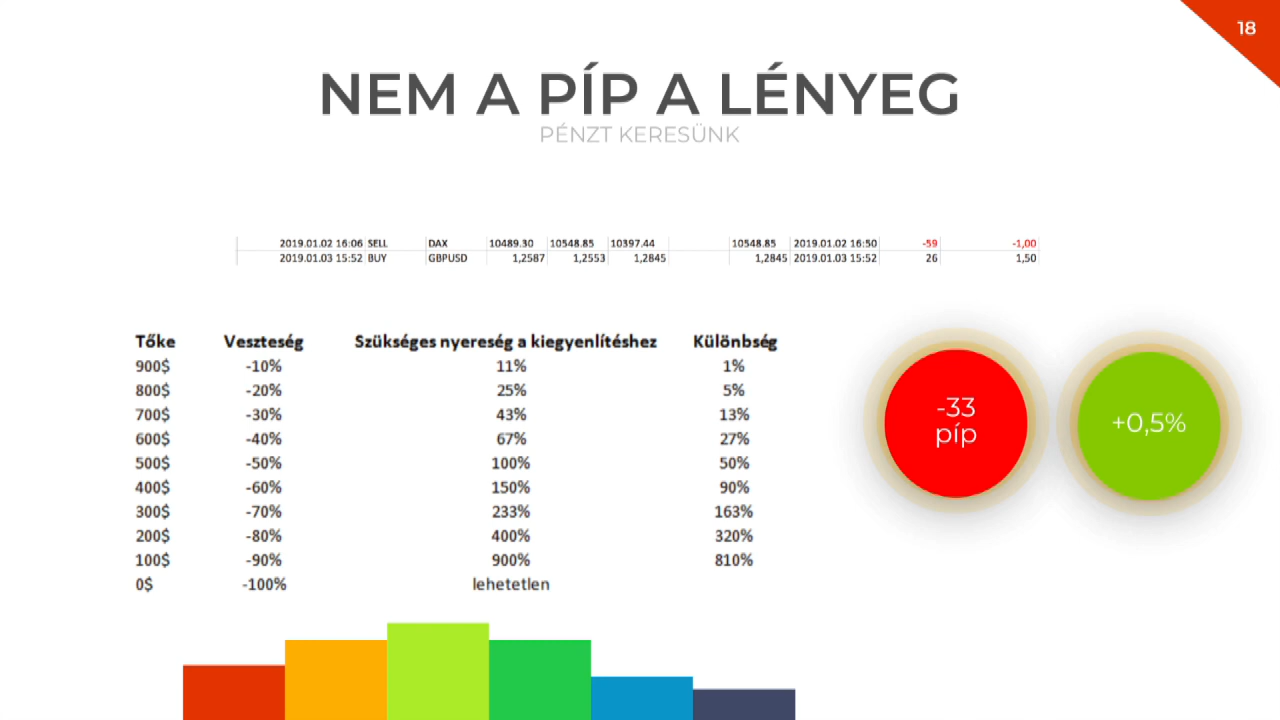 18
NEM A PÍP A LÉNYEG
PÉNZT KERESÜNK
2019.01.02 16:06 SELL DAX 10489.30 10548.85 10397.44 10548.85 2019.01.02 16:50 -59 -1,00
2019.01.03 15:52 BUY GBPUSD 1,2587 1,2553 1,2845 1,2845 2019.01.03 15:52 26 1,50
Tőke Veszteség Szükséges nyereség a kiegyenlítéshez Különbség
900$ -10% 11% 1%
800$ -20% 25% 5%
700$ -30% 43% 13%
600$ -40% 67% 27%
500$ -50% 100% 50%
400$ -60% 150% 90%
300$ -70% 233% 163%
200$ -80% 400% 320%
100$ -90% 900% 810%
0$ -100% lehetetlen
-33
píp
+0,5%